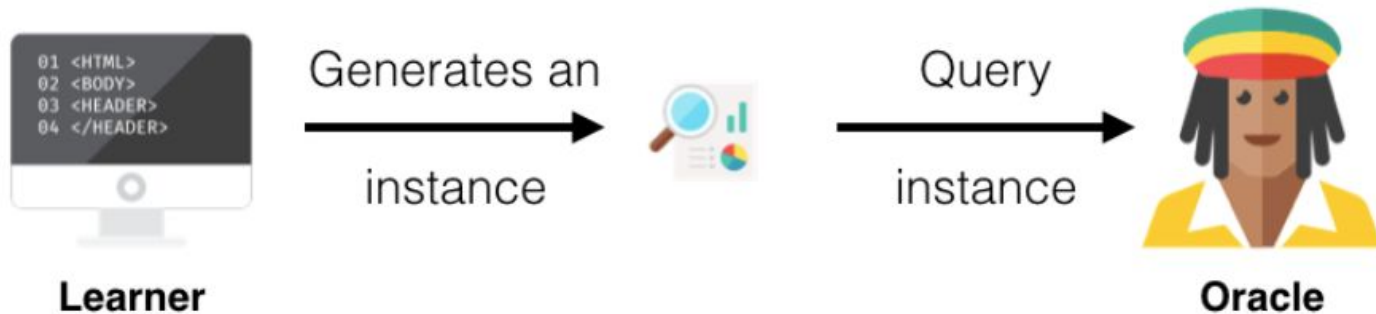 01 <HTML>
02 <BODY>
03 <HEADER>
04 </HEADER>
Learner
Generates an
instance
Query
instance
Oracle